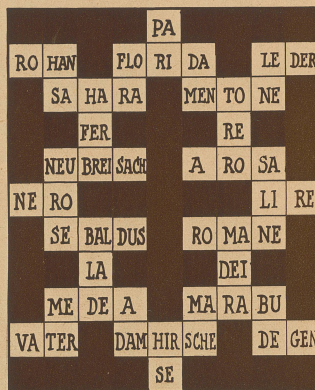 PA
RO HAN FLO RI DA LE DER
SA HA RA MEN TO NE
FER RE
NEU BREI SACH A RO SA
NE RO LI RE
SE BAL DUS RO MA NE
LA DEI
ME DE A MA RA BU
VA TER DAM HIR SCHE DE GEN
SE